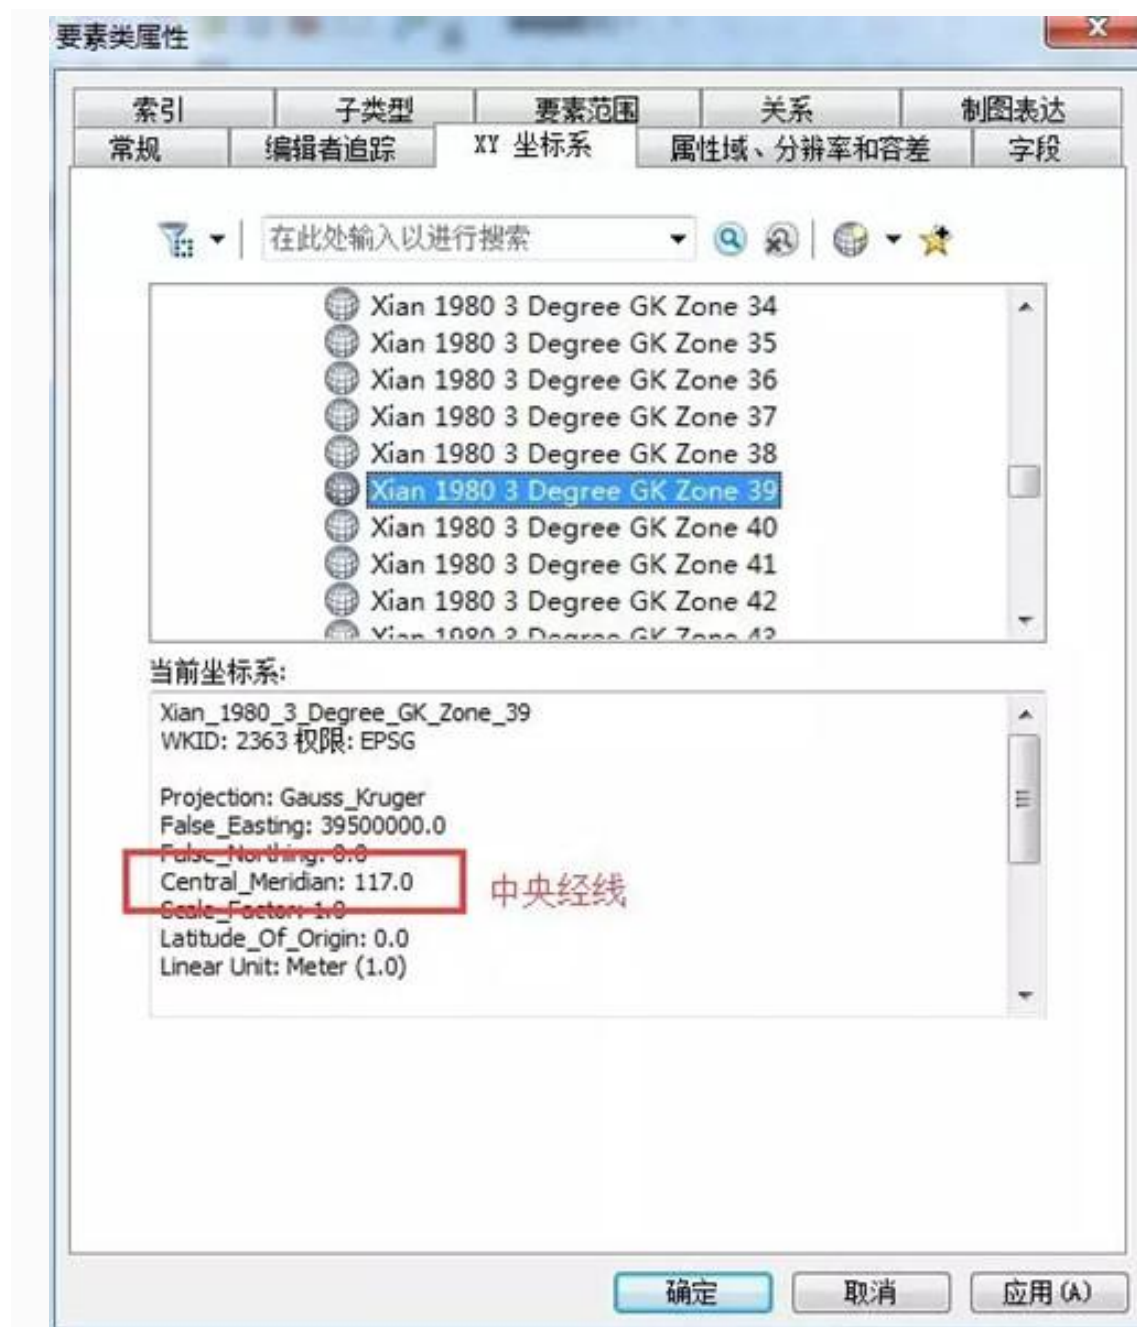 要素类属性
索引 子类型 要素范围 关系 制图表达
常规 编辑者追踪 XY 坐标系 属性域、分辨率和容差 字段
在此处输入以进行搜索
Xian 1980 3 Degree GK Zone 34
Xian 1980 3 Degree GK Zone 35
Xian 1980 3 Degree GK Zone 36
Xian 1980 3 Degree GK Zone 37
Xian 1980 3 Degree GK Zone 38
Xian 1980 3 Degree GK Zone 39
Xian 1980 3 Degree GK Zone 40
Xian 1980 3 Degree GK Zone 41
Xian 1980 3 Degree GK Zone 42
Xian 1980 3 Degree GK Zone 43
当前坐标系:
Xian_1980_3_Degree_GK_Zone_39
WKID: 2363 权限: EPSG
Projection: Gauss_Kruger
False_Easting: 39500000.0
False_Northing: 0.0
Central_Meridian: 117.0 中央经线
Scale_Factor: 1.0
Latitude_Of_Origin: 0.0
Linear Unit: Meter (1.0)
确定 取消 应用(A)